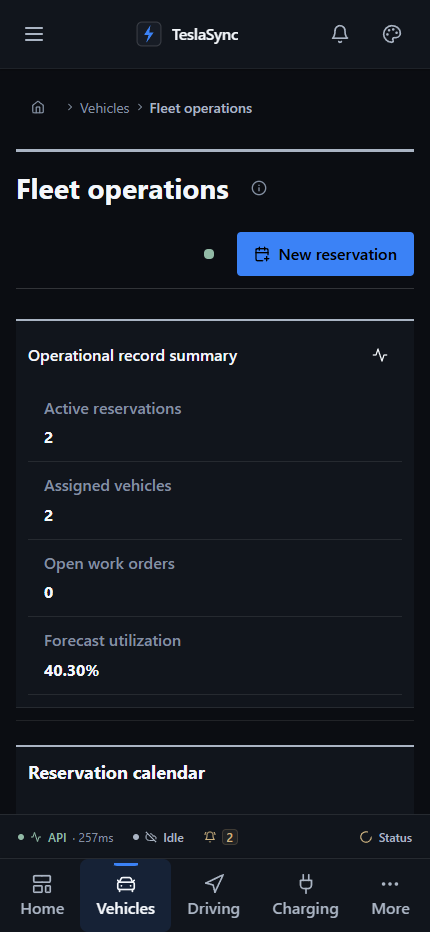 TeslaSync
Vehicles Fleet operations
Fleet operations
New reservation
Operational record summary
Active reservations
2
Assigned vehicles
2
Open work orders
0
Forecast utilization
40.30%
Reservation calendar
API · 257ms Idle 2 Status
Home Vehicles Driving Charging More